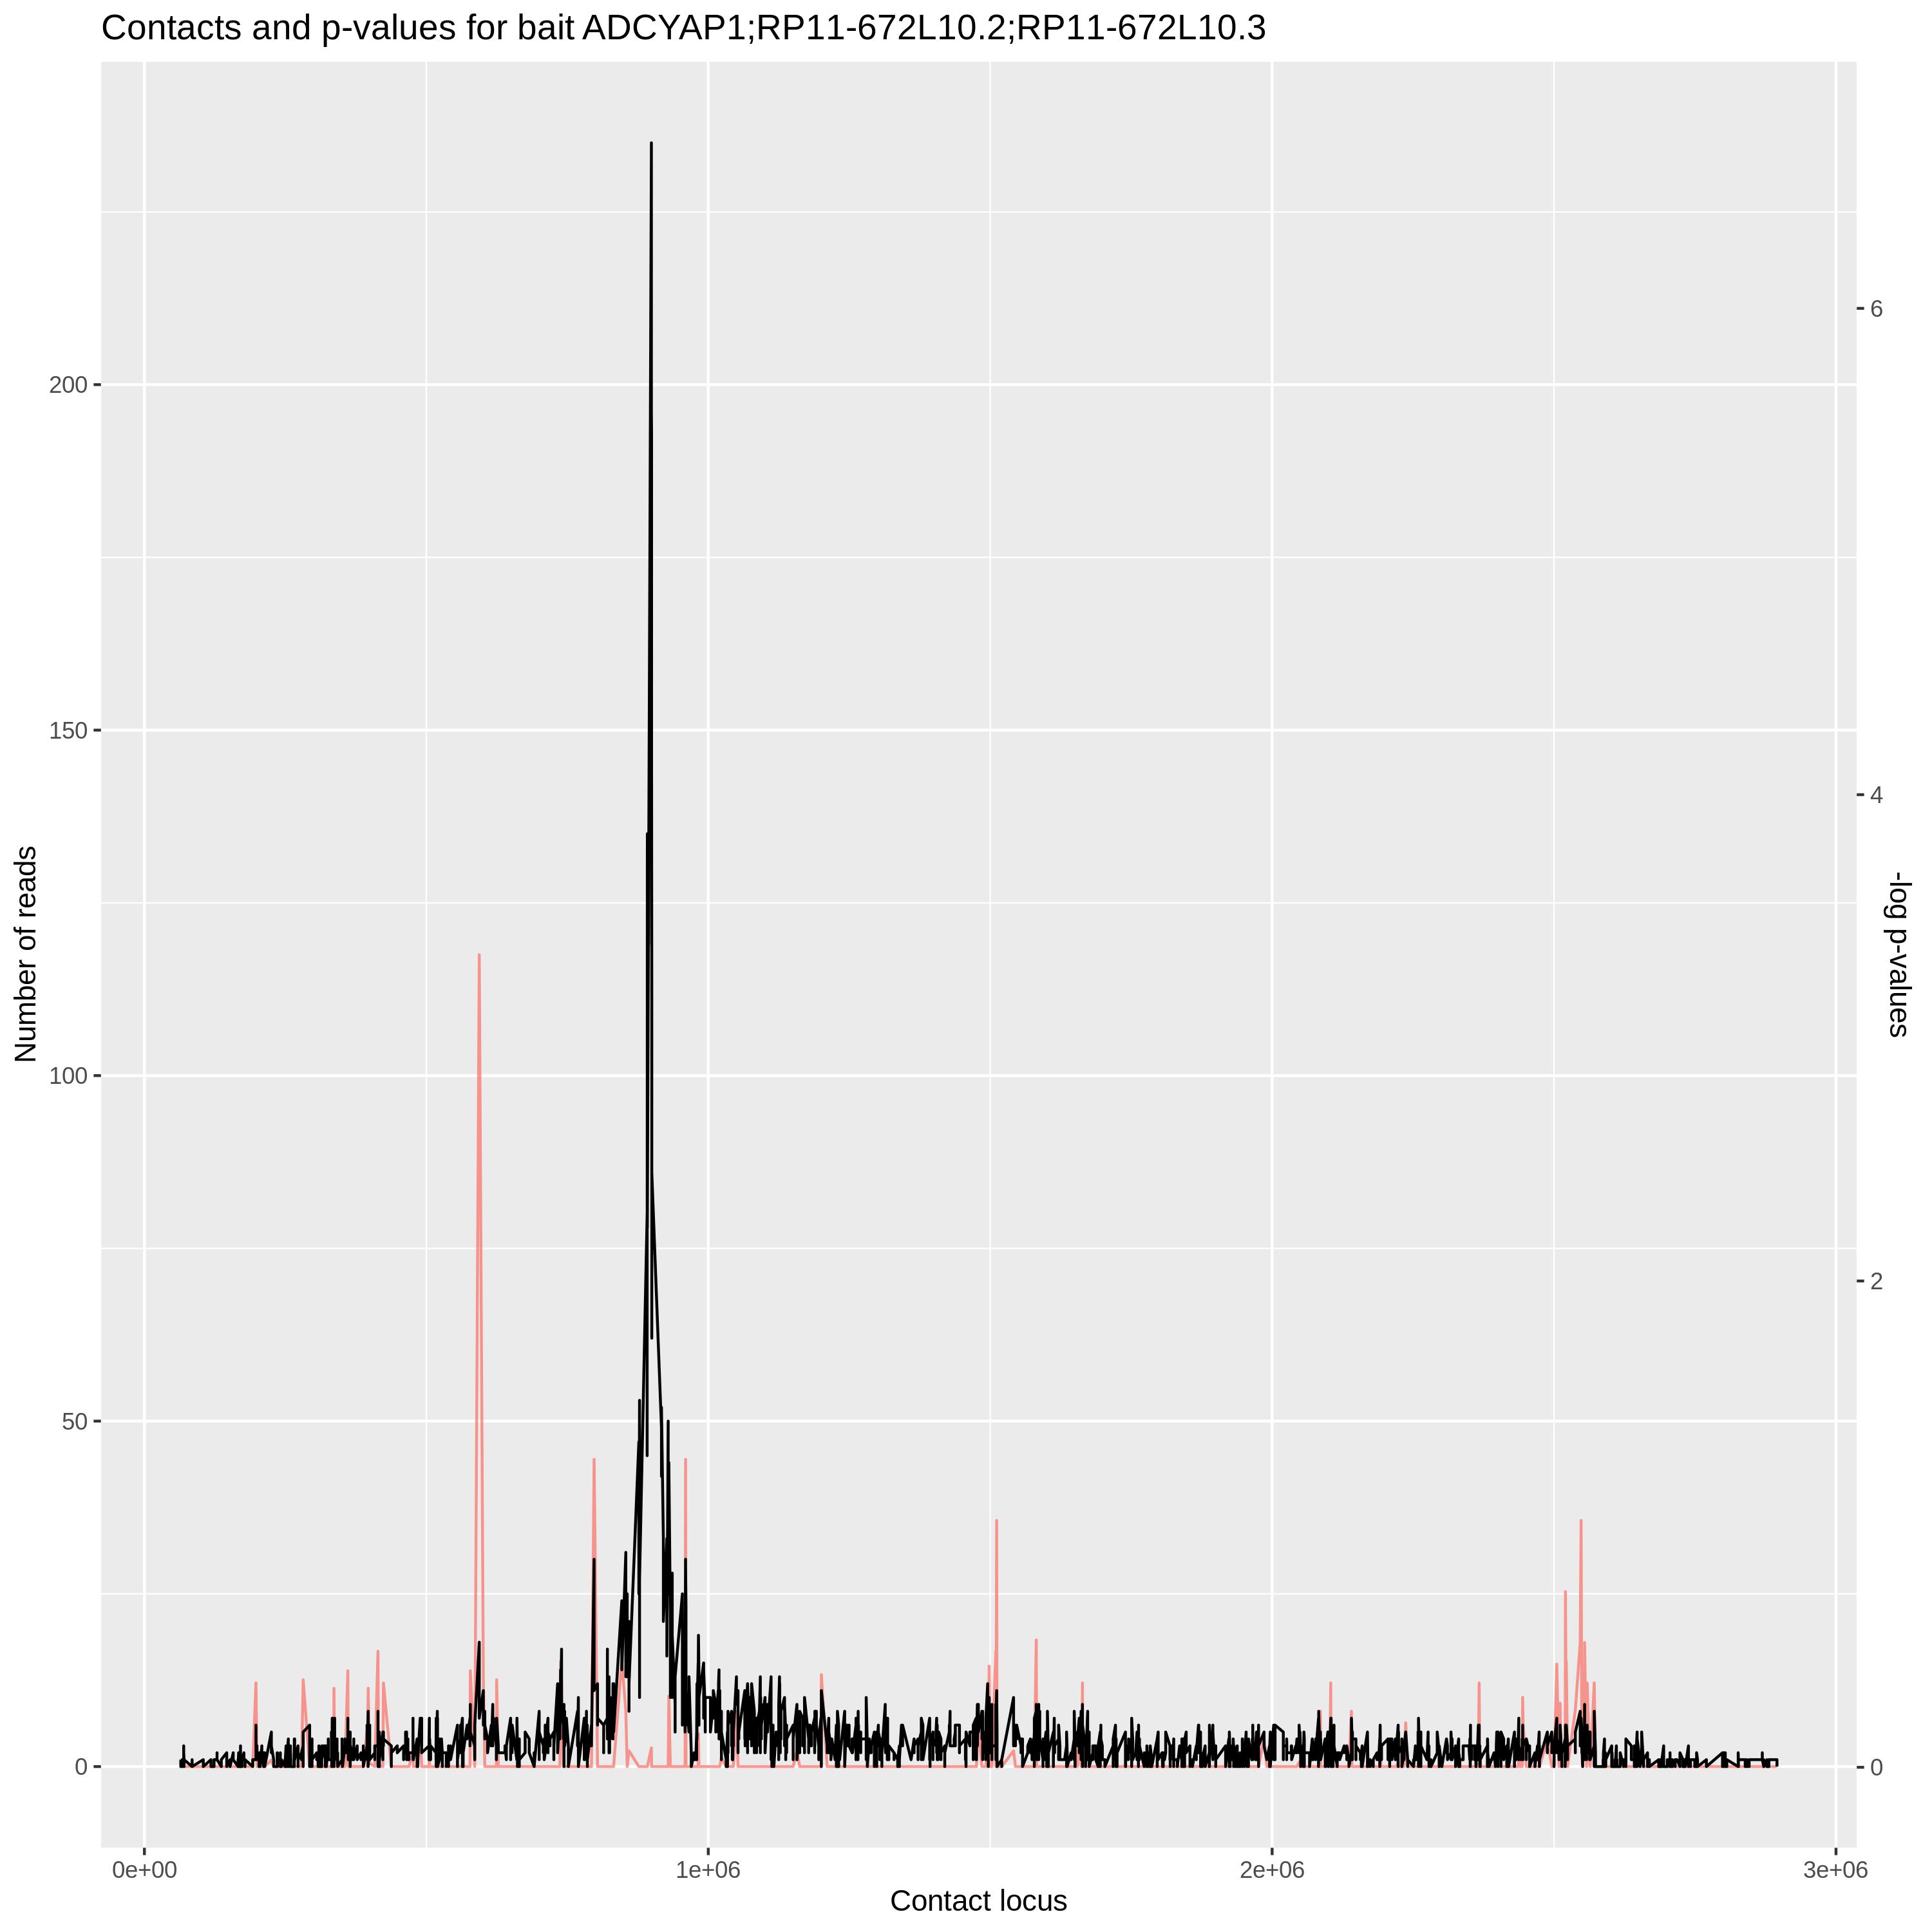 Contacts and p-values for bait ADCYAP1;RP11-672L10.2;RP11-672L10.3
Number of reads
200
150
100
50
0
6
4
2
0
-log p-values
0e+00
1e+06
2e+06
3e+06
Contact locus